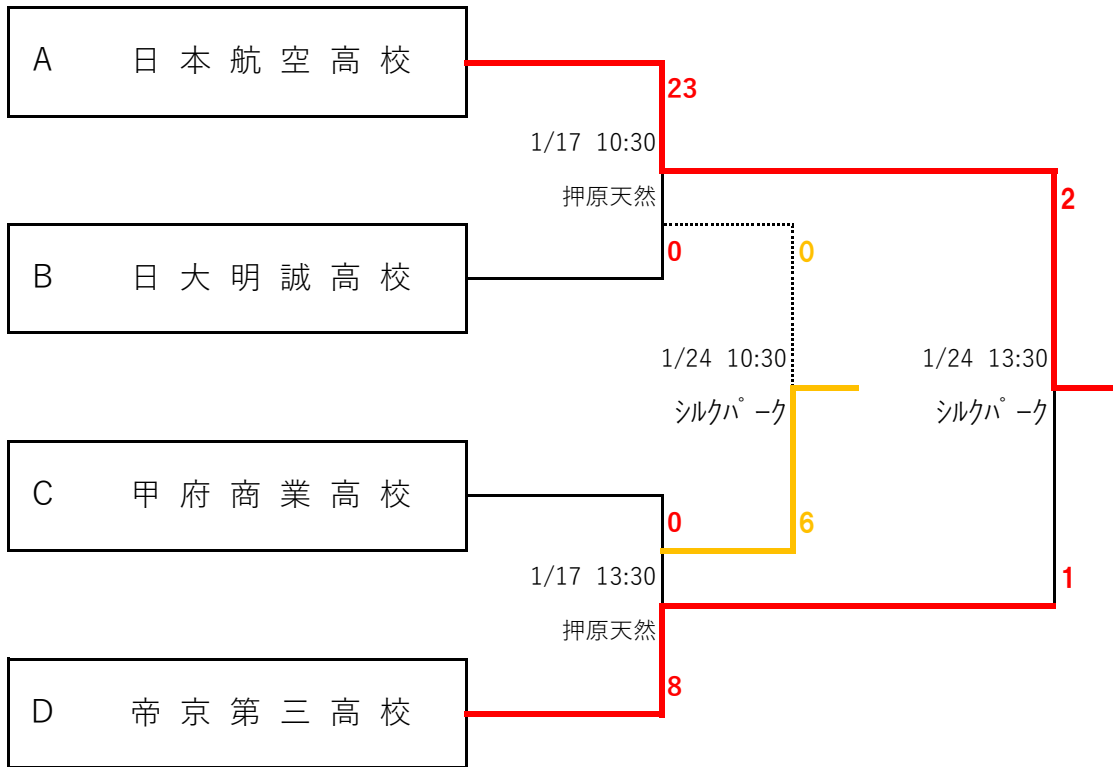 A 日本航空高校
23
1/17 10:30
押原天然
2
B 日大明誠高校
0
0
1/24 10:30
1/24 13:30
シルクパーク
シルクパーク
C 甲府商業高校
0
6
1/17 13:30
1
押原天然
D 帝京第三高校
8